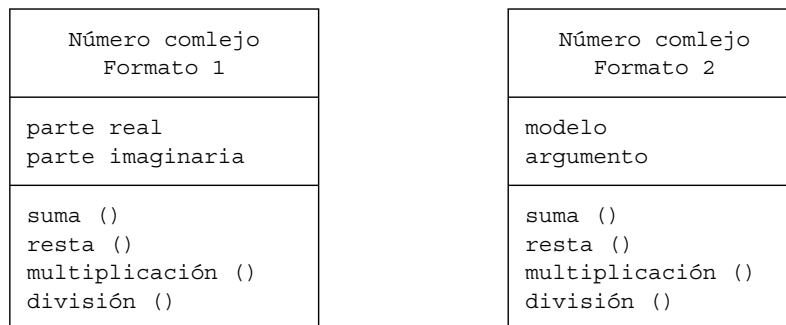 Número comlejo
Formato 1
parte real
parte imaginaria
suma ()
resta ()
multiplicación ()
división ()
Número comlejo
Formato 2
modelo
argumento
suma ()
resta ()
multiplicación ()
división ()